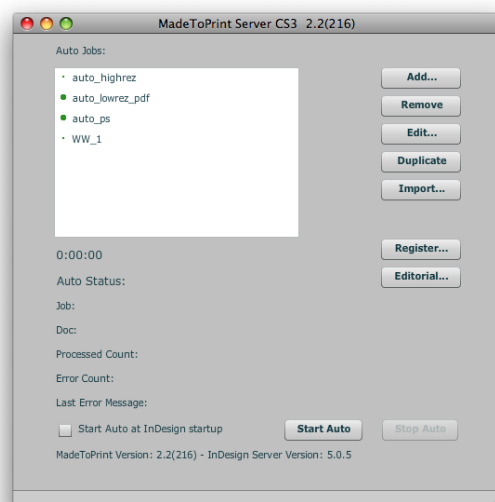 MadeToPrint Server CS3 2.2(216)
Auto Jobs:
auto_highrez
auto_lowrez_pdf
auto_ps
WW_1
Add...
Remove
Edit...
Duplicate
Import...
Register...
Editorial...
0:00:00
Auto Status:
Job:
Doc:
Processed Count:
Error Count:
Last Error Message:
Start Auto at InDesign startup
Start Auto
Stop Auto
MadeToPrint Version: 2.2(216) - InDesign Server Version: 5.0.5